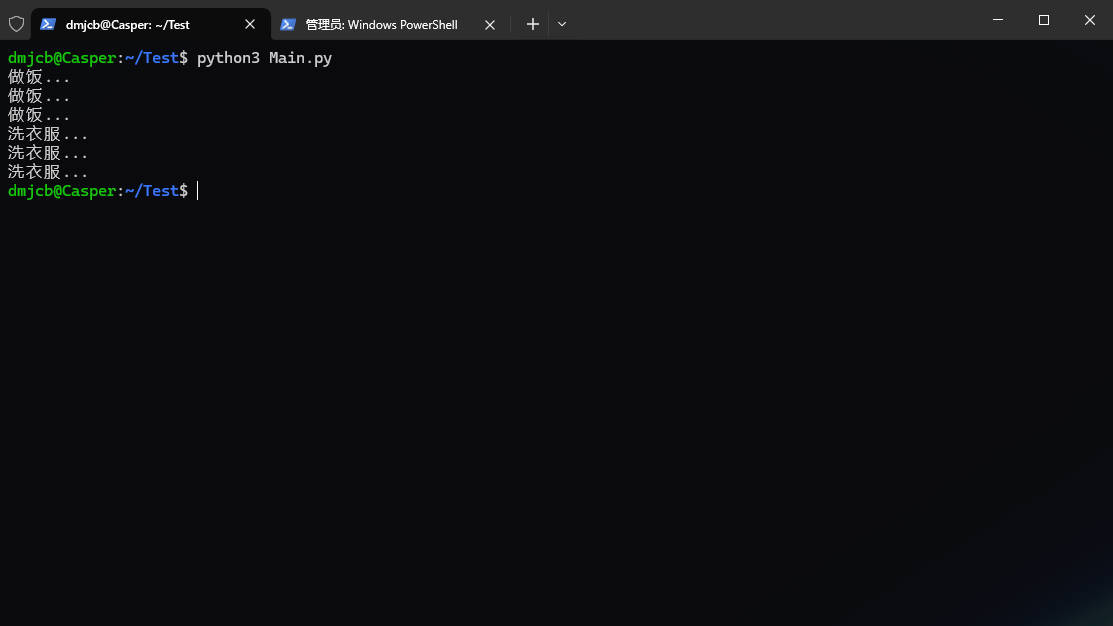 dmjcb@Casper: ~/Test
管理员: Windows PowerShell
dmjcb@Casper:~/Test$ python3 Main.py
做饭...
做饭...
做饭...
洗衣服...
洗衣服...
洗衣服...
dmjcb@Casper:~/Test$